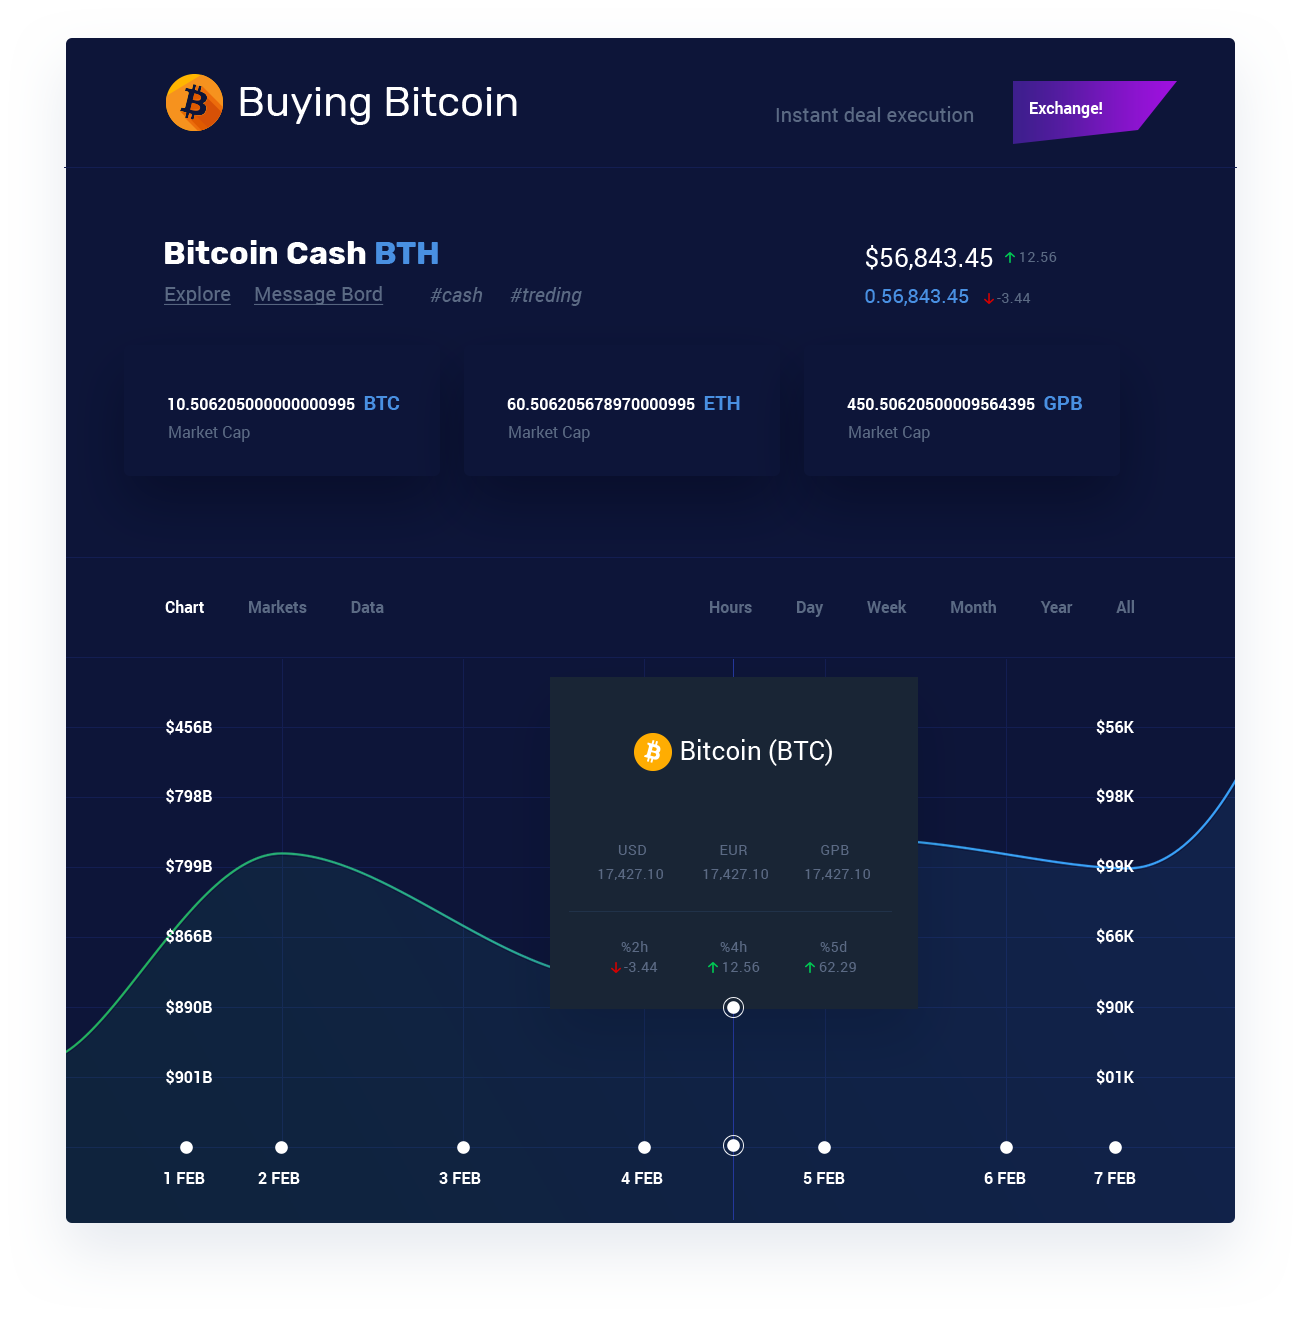 Buying Bitcoin
Instant deal execution
Exchange!
Bitcoin Cash BTH
$56,843.45 12.56
Explore Message Bord #cash #treding
0.56,843.45 -3.44
10.506205000000000995 BTC
Market Cap
60.506205678970000995 ETH
Market Cap
450.50620500009564395 GPB
Market Cap
Chart Markets Data
Hours Day Week Month Year All
$456B
$798B
$799B
$866B
$890B
$901B
Bitcoin (BTC)
USD EUR GPB
17,427.10 17,427.10 17,427.10
%2h %4h %5d
-3.44 12.56 62.29
$56K
$98K
$99K
$66K
$90K
$01K
1 FEB 2 FEB 3 FEB 4 FEB 5 FEB 6 FEB 7 FEB